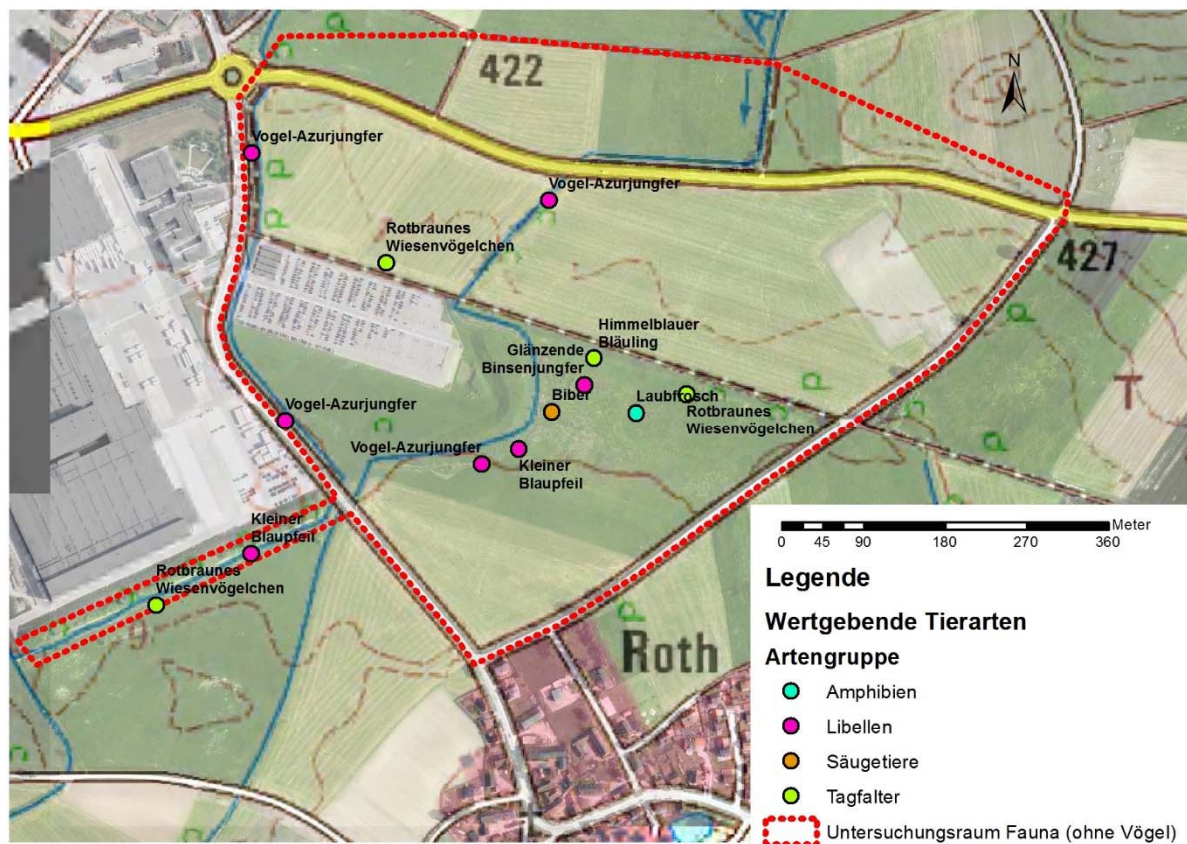 422
N
Vogel-Azurjungfer
Vogel-Azurjungfer
Rotbraunes
Wiesenvögelchen
427
Himmelblauer
Bläuling
Glänzende
Binsenjungfer
Biber
Laubfrosch
Rotbraunes
Wiesenvögelchen
T
Vogel-Azurjungfer
Vogel-Azurjungfer
Kleiner
Blaupfeil
Kleiner
Blaupfeil
Rotbraunes
Wiesenvögelchen
Roth
Meter
0 45 90 180 270 360
Legende
Wertgebende Tierarten
Artengruppe
Amphibien
Libellen
Säugetiere
Tagfalter
Untersuchungsraum Fauna (ohne Vögel)